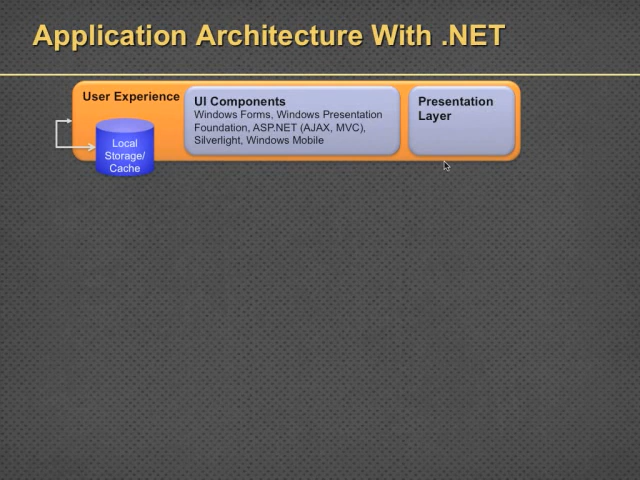 Application Architecture With .NET
User Experience
UI Components
Windows Forms, Windows Presentation
Foundation, ASP.NET (AJAX, MVC),
Silverlight, Windows Mobile
Presentation
Layer
Local
Storage/
Cache